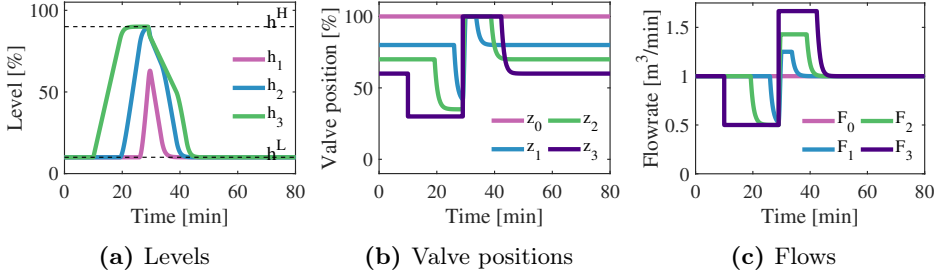 h^H
100
50
0
Level [%]
h_1
h_2
h_3
h^L
0 20 40 60 80
Time [min]
(a) Levels
100
50
0
Valve position [%]
z_0 z_2
z_1 z_3
0 20 40 60 80
Time [min]
(b) Valve positions
1.5
1
0.5
0
Flowrate [m^3/min]
F_0 F_2
F_1 F_3
0 20 40 60 80
Time [min]
(c) Flows